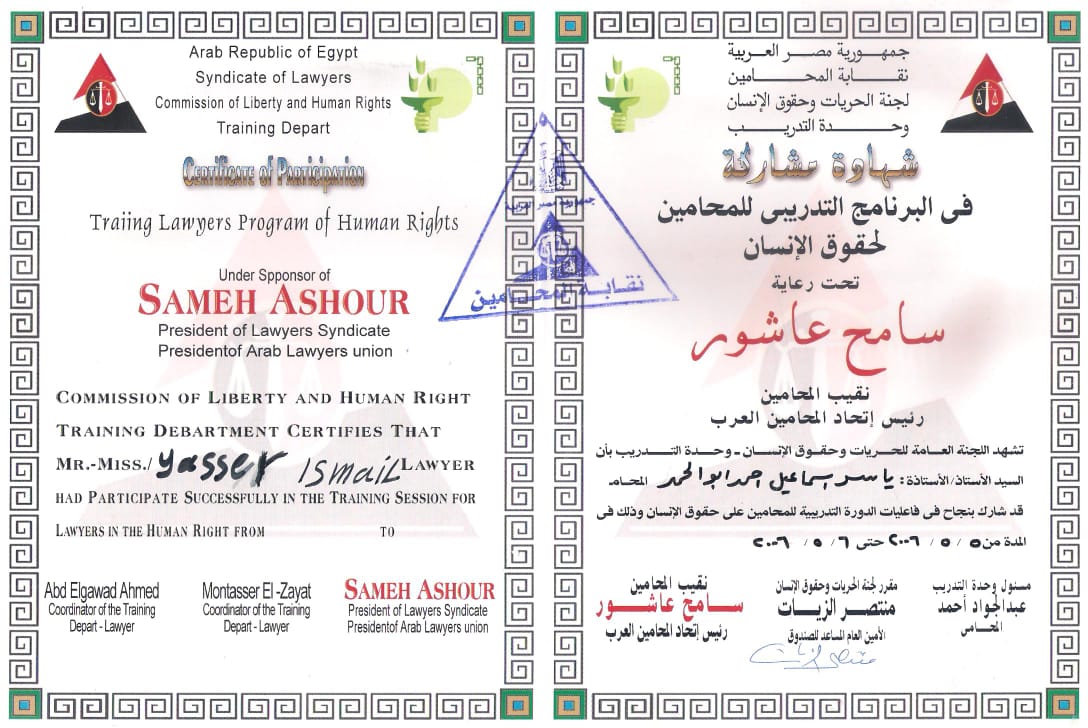 Arab Republic of Egypt
Syndicate of Lawyers
Commission of Liberty and Human Rights
Training Depart
Certificate of Participation
Traiing Lawyers Program of Human Rights
Under Spponsor of
SAMEH ASHOUR
President of Lawyers Syndicate
Presidentof Arab Lawyers union
COMMISSION OF LIBERTY AND HUMAN RIGHT
TRAINING DEBARTMENT CERTIFIES THAT
MR.-MISS./ yasser Ismail LAWYER
HAD PARTICIPATE SUCCESSFULLY IN THE TRAINING SESSION FOR
LAWYERS IN THE HUMAN RIGHT FROM TO
Abd Elgawad Ahmed
Coordinator of the Training
Depart - Lawyer
Montasser El -Zayat
Coordinator of the Training
Depart - Lawyer
SAMEH ASHOUR
President of Lawyers Syndicate
Presidentof Arab Lawyers union
جمهورية مصر العربية
نقابة المحامين
جمهورية مصر العربية
نقابة المحامين
لجنة الحريات وحقوق الإنسان
وحدة التدريب
شهادة مشاركة
فى البرنامج التدريبى للمحامين
لحقوق الإنسان
تحت رعاية
سامح عاشور
نقيب المحامين
رئيس إتحاد المحامين العرب
تشهد اللجنة العامة للحريات وحقوق الإنسان - وحدة التدريب بأن
السيد الأستاذ/الأستاذة : ياسر إسماعيل احمد ابو الحمد المحامـ
قد شارك بنجاح فى فاعليات الدورة التدريبية للمحامين على حقوق الإنسان وذلك فى
المدة من ٥ / ٥ / ٢٠٠٦ حتى ٦ / ٥ / ٢٠٠٦
مسئول وحدة التدريب
عبدالجواد أحمد
المحامى
مقرر لجنة الحريات وحقوق الإنسان
منتصر الزيات
الأمين العام المساعد للصندوق
نقيب المحامين
سامح عاشور
رئيس إتحاد المحامين العرب